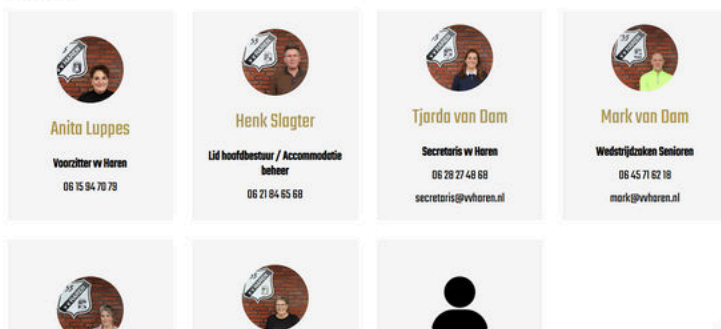 Anita Luppes
Voorzitter vv Haren
06 15 94 70 79
Henk Slagter
Lid hoofdbestuur / Accommodatie
beheer
06 21 84 65 68
Tjarda van Dam
Secretaris vv Haren
06 28 27 48 68
secretaris@vvharen.nl
Mark van Dam
Wedstrijdzaken Senioren
06 45 71 62 18
mark@vvharen.nl